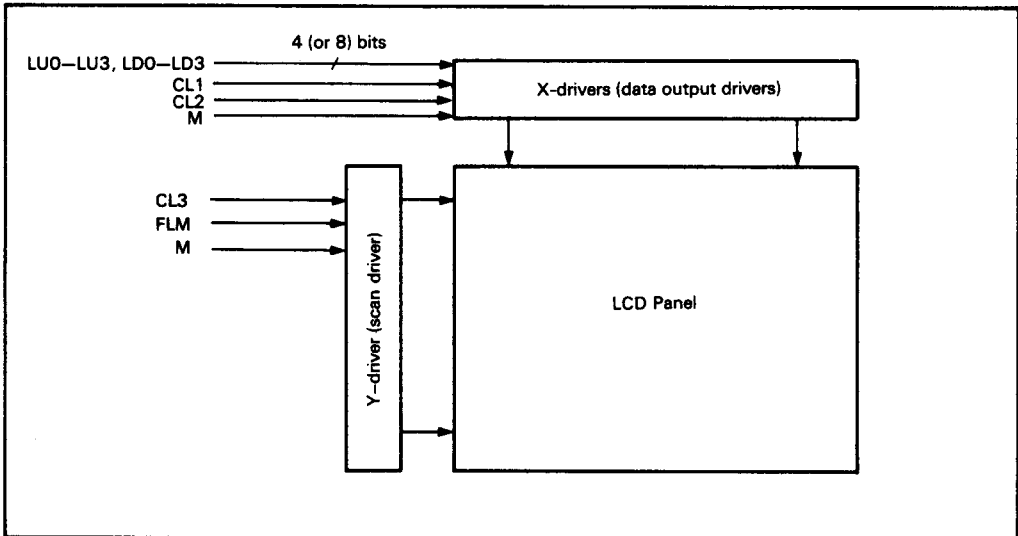 4 (or 8) bits
LU0–LU3, LD0–LD3
CL1
CL2
M
X-drivers (data output drivers)
CL3
FLM
M
Y-driver (scan driver)
LCD Panel